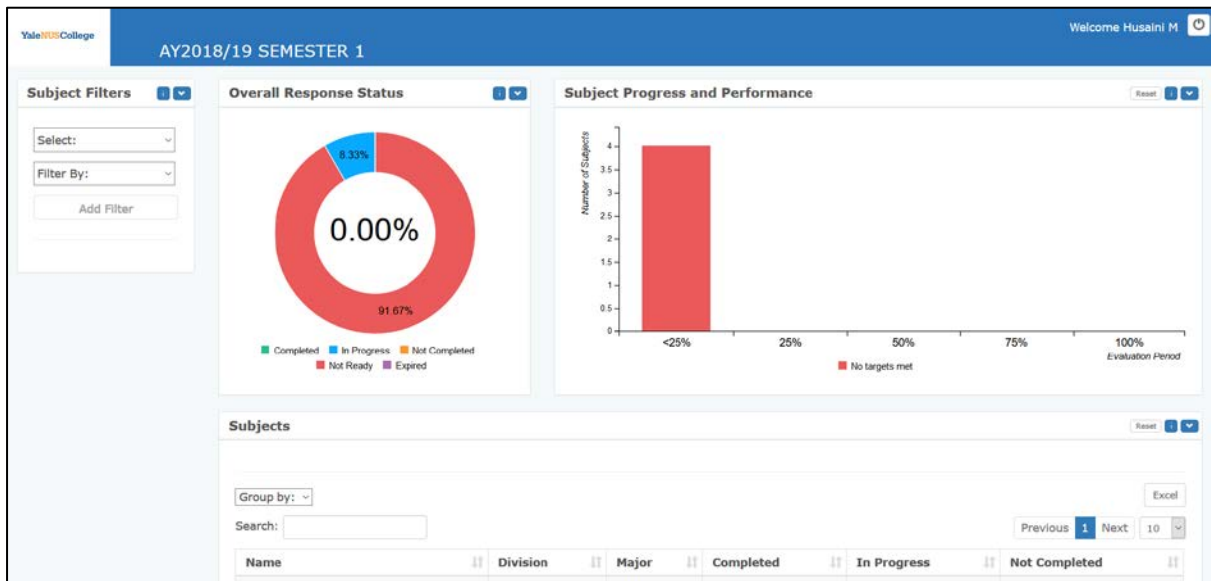 YaleNUSCollege
Welcome Husaini M
AY2018/19 SEMESTER 1
Subject Filters
Select:
Filter By:
Add Filter
Overall Response Status
8.33%
0.00%
91.67%
Completed In Progress Not Completed
Not Ready Expired
Subject Progress and Performance
Reset
Number of Subjects
4
3.5
3
2.5
2
1.5
1
0.5
0
<25% 25% 50% 75% 100%
Evaluation Period
No targets met
Subjects
Reset
Group by:
Excel
Search:
Previous 1 Next 10
Name Division Major Completed In Progress Not Completed